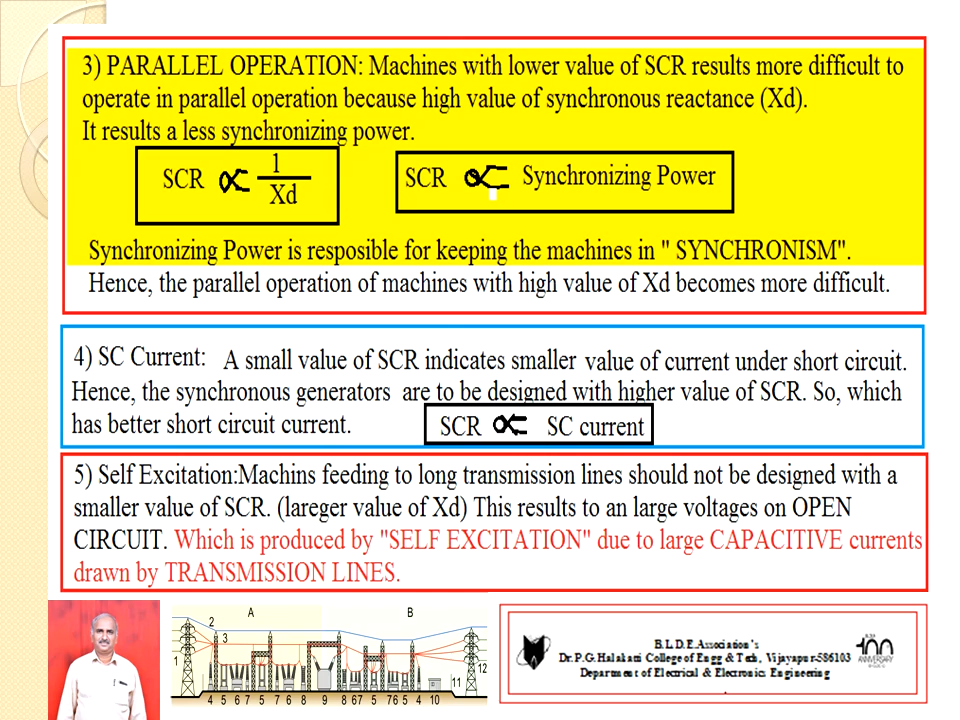 3) PARALLEL OPERATION: Machines with lower value of SCR results more difficult to
operate in parallel operation because high value of synchronous reactance (Xd).
It results a less synchronizing power.
SCR ∝ 1/Xd
SCR ∝ Synchronizing Power
Synchronizing Power is resposible for keeping the machines in " SYNCHRONISM".
Hence, the parallel operation of machines with high value of Xd becomes more difficult.
4) SC Current: A small value of SCR indicates smaller value of current under short circuit.
Hence, the synchronous generators are to be designed with higher value of SCR. So, which
has better short circuit current.
SCR ∝ SC current
5) Self Excitation:Machins feeding to long transmission lines should not be designed with a
smaller value of SCR. (lareger value of Xd) This results to an large voltages on OPEN
CIRCUIT. Which is produced by "SELF EXCITATION" due to large CAPACITIVE currents
drawn by TRANSMISSION LINES.
A B
2
3
1
12
11
4 5 6 7 5 7 6 8 9 8 6 7 5 7 6 5 4 10
B.L.D.E.Association's
Dr.P.G.Halakatti College of Engg & Tech, Vijayapur-586103
Department of Electrical & Electronics Engineering
100
ANNIVERSARY